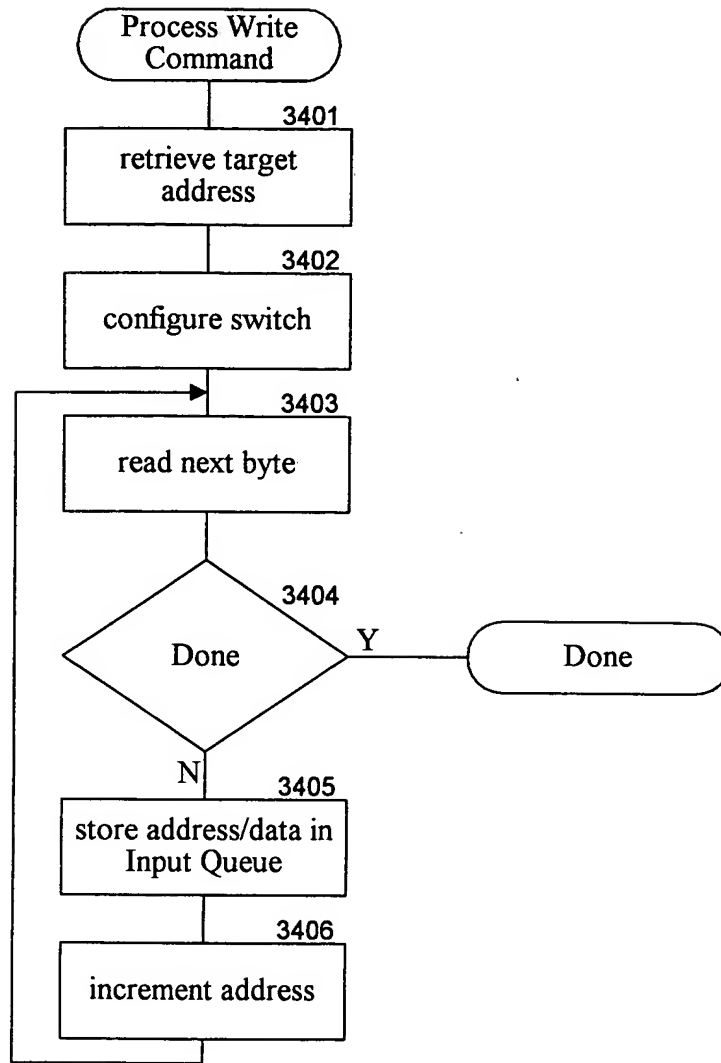 Process Write
Command
3401
retrieve target
address
3402
configure switch
3403
read next byte
3404
Done
Y
Done
N
3405
store address/data in
Input Queue
3406
increment address